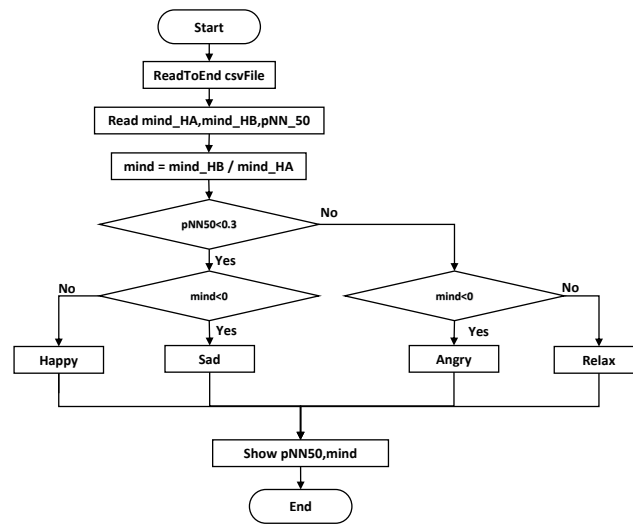 Start
ReadToEnd csvFile
Read mind_HA,mind_HB,pNN_50
mind = mind_HB / mind_HA
pNN50<0.3
No
Yes
mind<0
No
Yes
mind<0
No
Yes
Happy
Sad
Angry
Relax
Show pNN50,mind
End